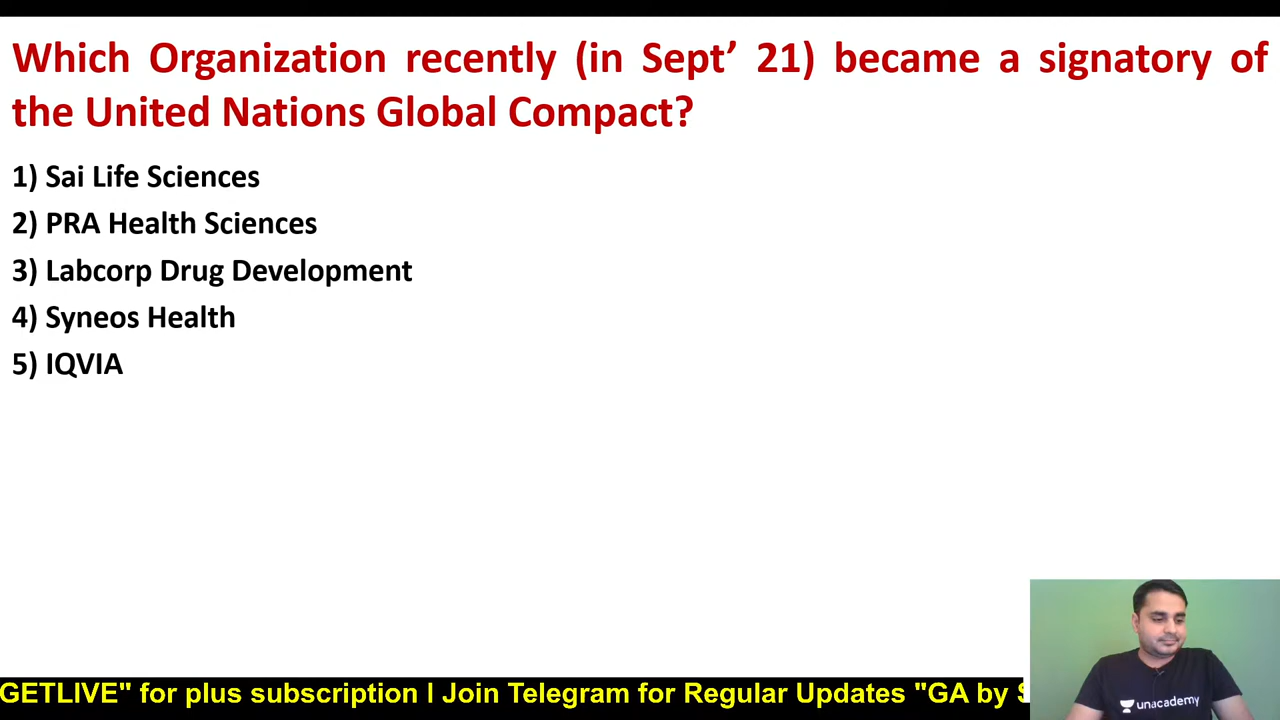 Which Organization recently (in Sept’ 21) became a signatory of
the United Nations Global Compact?
1) Sai Life Sciences
2) PRA Health Sciences
3) Labcorp Drug Development
4) Syneos Health
5) IQVIA
GETLIVE" for plus subscription I Join Telegram for Regular Updates "GA by S
unacademy